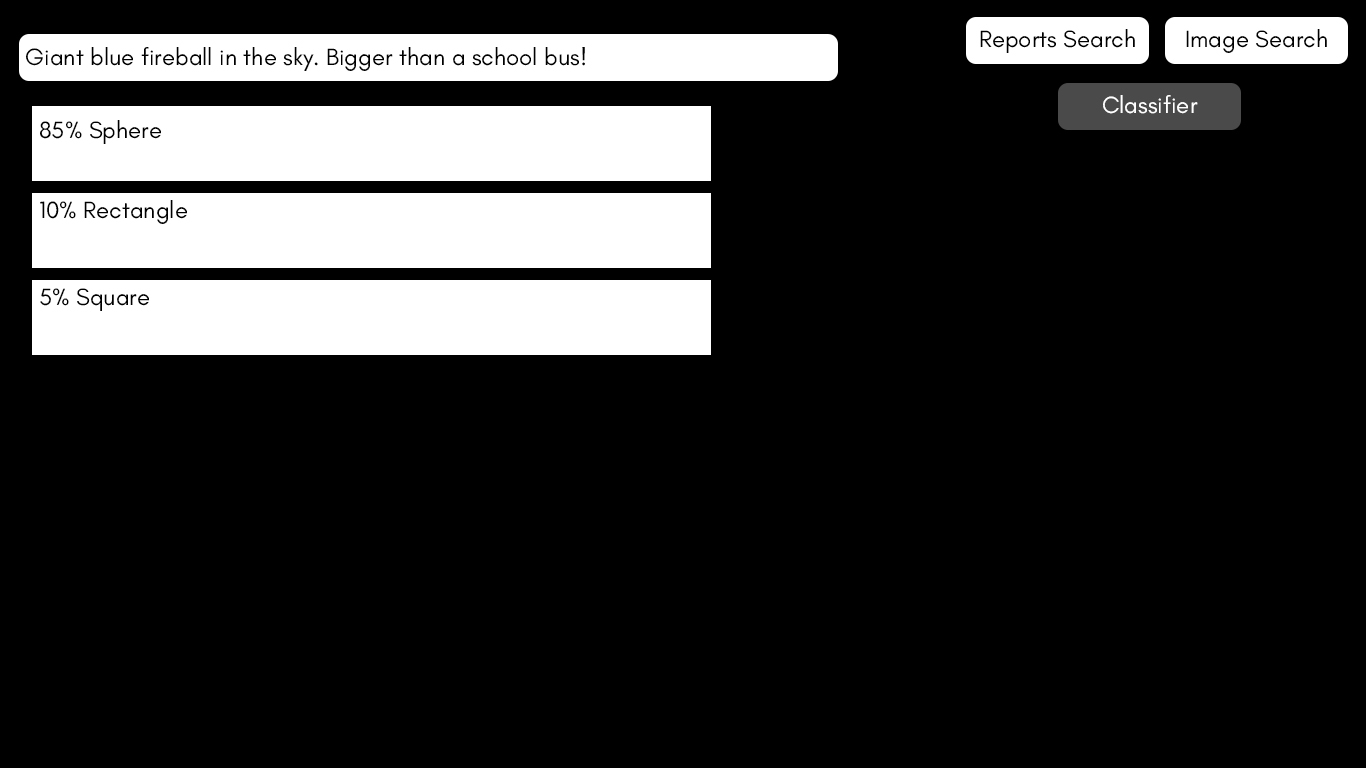 Giant blue fireball in the sky. Bigger than a school bus!
Reports Search
Image Search
Classifier
85% Sphere
10% Rectangle
5% Square